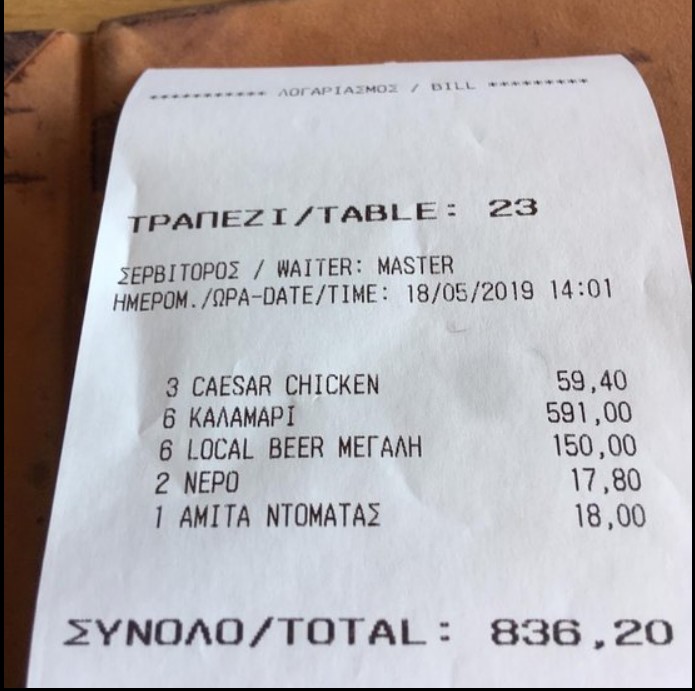 *********** ΛΟΓΑΡΙΑΣΜΟΣ / BILL *********
ΤΡΑΠΕΖΙ/TABLE: 23
ΣΕΡΒΙΤΟΡΟΣ / WAITER: MASTER
ΗΜΕΡΟΜ./ΩΡΑ-DATE/TIME: 18/05/2019 14:01
3 CAESAR CHICKEN 59,40
6 ΚΑΛΑΜΑΡΙ 591,00
6 LOCAL BEER ΜΕΓΑΛΗ 150,00
2 ΝΕΡΟ 17,80
1 ΑΜΙΤΑ ΝΤΟΜΑΤΑΣ 18,00
ΣΥΝΟΛΟ/TOTAL: 836,20